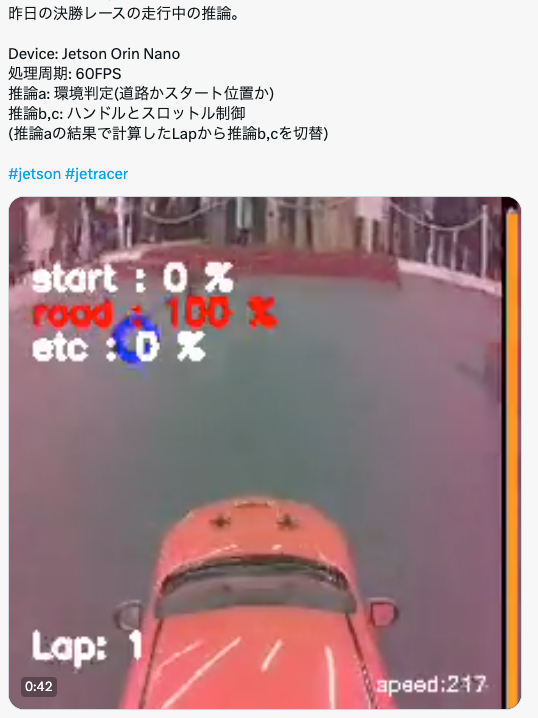 昨日の決勝レースの走行中の推論。
Device: Jetson Orin Nano
処理周期: 60FPS
推論a: 環境判定(道路かスタート位置か)
推論b,c: ハンドルとスロットル制御
(推論aの結果で計算したLapから推論b,cを切替)
#jetson #jetracer
start : 0 %
road : 100 %
etc : 0 %
Lap: 1
0:42
speed:217